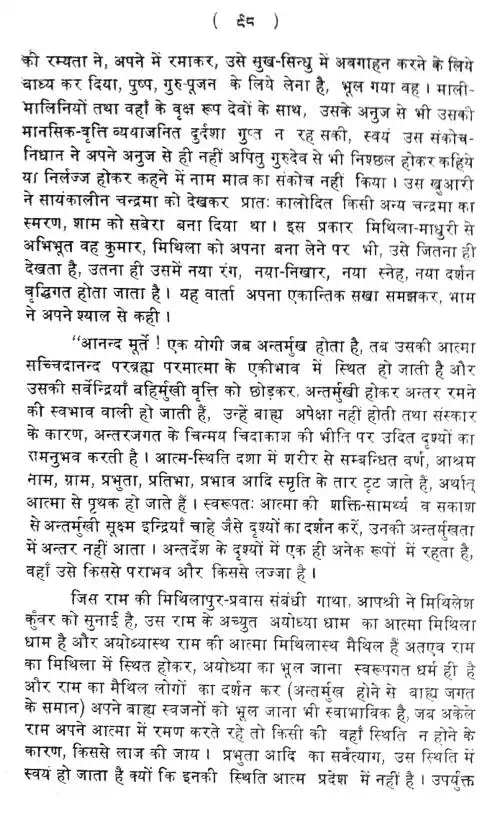 ( ९८ )
की रम्यता ने, अपने में रमाकर, उसे सुख-सिन्धु में अवगाहन करने के लिये
बाध्य कर दिया, पुष्प, गुरु-पूजन के लिये लेना है, भूल गया वह । माली-
मालिनियों तथा वहाँ के वृक्ष रूप देवों के साथ, उसके अनुज से भी उसकी
मानसिक-वृत्ति व्यथाजनित दुर्दशा गुप्त न रह सकी, स्वयं उस संकोच-
निधान ने अपने अनुज से ही नहीं अपितु गुरुदेव से भी निश्छल होकर कहिये
या निर्लज्ज होकर कहने में नाम मात्र का संकोच नहीं किया । उस खुआरी
ने सायंकालीन चन्द्रमा को देखकर प्रातः कालोदित किसी अन्य चन्द्रमा का
स्मरण, शाम को सबेरा बना दिया था । इस प्रकार मिथिला-माधुरी से
अभिभूत वह कुमार, मिथिला को अपना बना लेने पर भी, उसे जितना ही
देखता है, उतना ही उसमें नया रंग, नया-निखार, नया स्नेह, नया दर्शन
वृद्धिगत होता जाता है । यह वार्ता अपना एकान्तिक सखा समझकर, भाम
ने अपने श्याल से कही ।
“आनन्द मूर्ते ! एक योगी जब अन्तर्मुख होता है, तब उसकी आत्मा
सच्चिदानन्द परब्रह्म परमात्मा के एकीभाव में स्थित हो जाती है और
उसकी सर्वेन्द्रियाँ बहिर्मुखी वृत्ति को छोड़कर, अन्तर्मुखी होकर अन्तर रमने
की स्वभाव वाली हो जाती हैं, उन्हें बाह्य अपेक्षा नहीं होती तथा संस्कार
के कारण, अन्तरजगत के चिन्मय चिदाकाश की भीति पर उदित दृश्यों का
रामनुभव करती है । आत्म-स्थिति दशा में शरीर से सम्बन्धित वर्ण, आश्रम
नाम, ग्राम, प्रभुता, प्रतिभा, प्रभाव आदि स्मृति के तार टूट जाते हैं, अर्थात्
आत्मा से पृथक हो जाते हैं । स्वरूपतः आत्मा की शक्ति-सामर्थ्य व सकाश
से अन्तर्मुखी सूक्ष्म इन्द्रियाँ चाहे जैसे दृश्यों का दर्शन करें, उनकी अन्तर्मुखता
में अन्तर नहीं आता । अन्तर्देश के दृश्यों में एक ही अनेक रूपों में रहता है,
वहाँ उसे किससे पराभव और किससे लज्जा है ।
जिस राम की मिथिलापुर-प्रवास संबंधी गाथा, आपश्री ने मिथिलेश
कुँवर को सुनाई है, उस राम के अच्युत अयोध्या धाम का आत्मा मिथिला
धाम है और अयोध्यास्थ राम की आत्मा मिथिलास्थ मैथिल हैं अतएव राम
का मिथिला में स्थित होकर, अयोध्या का भूल जाना स्वरूपगत धर्म ही है
और राम का मैथिल लोगों का दर्शन कर (अन्तर्मुख होने से बाह्य जगत
के समान) अपने बाह्य स्वजनों को भूल जाना भी स्वाभाविक है, जब अकेले
राम अपने आत्मा में रमण करते रहे तो किसी की वहाँ स्थिति न होने के
कारण, किससे लाज की जाय । प्रभुता आदि का सर्वत्याग, उस स्थिति में
स्वयं हो जाता है क्यों कि इनकी स्थिति आत्म प्रदेश में नहीं है । उपर्युक्त